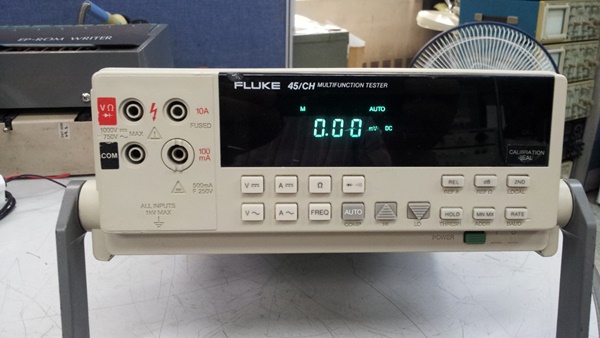 EP-ROM WRITER
FLUKE 45/CH MULTIFUNCTION TESTER
M AUTO
0.00 mV DC
CALIBRATION
SEAL
VΩ
10A
FUSED
1000V
750V
MAX
COM
100
mA
500mA
F 250V
ALL INPUTS
1kV MAX
V A Ω
V A FREQ AUTO
REL dB 2ND
HOLD MN MX RATE
POWER